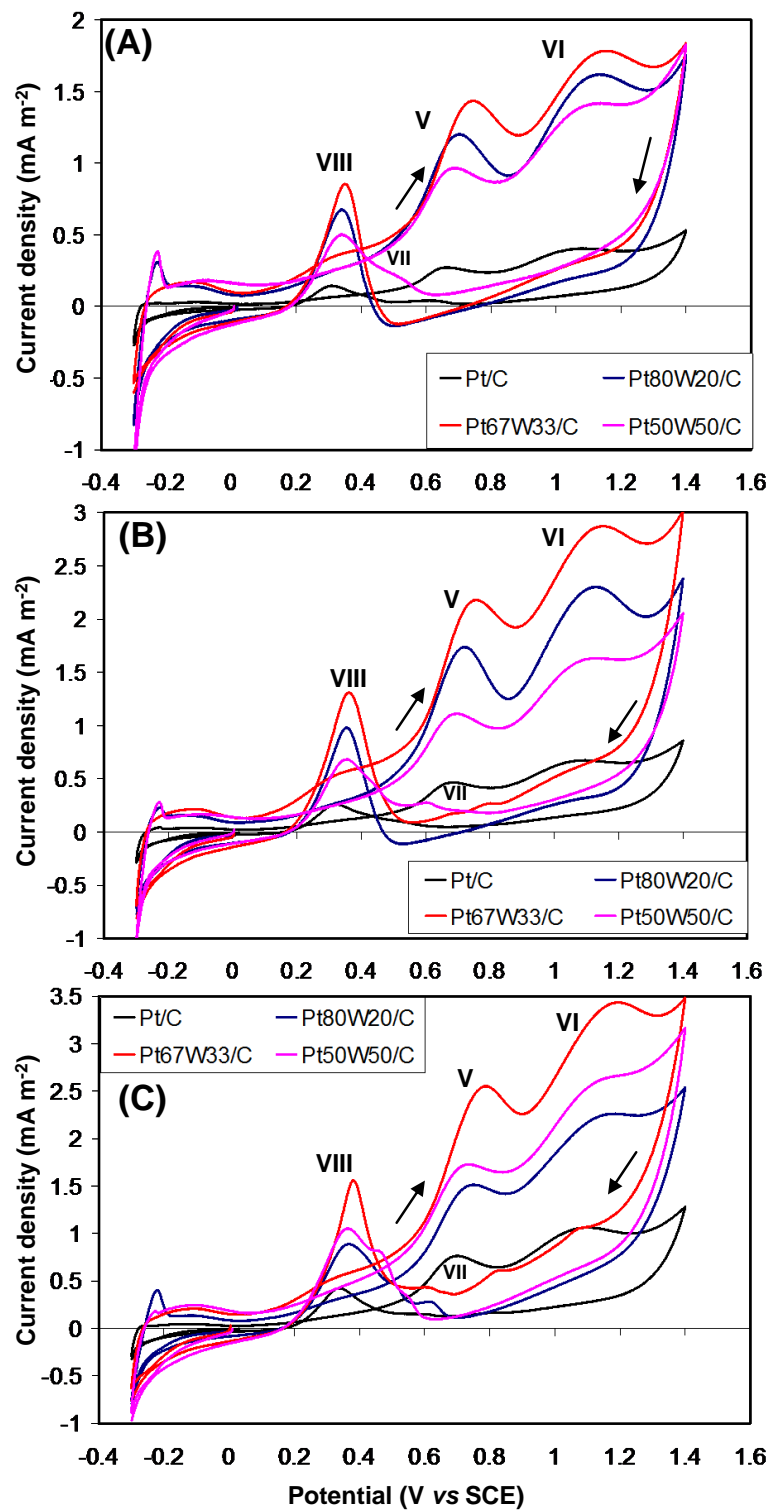 (A)
Current density (mA m-2)
2
1.5
1
0.5
0
-0.5
-1
VI
V
VIII
VII
Pt/C Pt80W20/C
Pt67W33/C Pt50W50/C
-0.4 -0.2 0 0.2 0.4 0.6 0.8 1 1.2 1.4 1.6
(B)
Current density (mA m-2)
3
2.5
2
1.5
1
0.5
0
-0.5
-1
VI
V
VIII
VII
Pt/C Pt80W20/C
Pt67W33/C Pt50W50/C
-0.4 -0.2 0 0.2 0.4 0.6 0.8 1 1.2 1.4 1.6
(C)
Current density (mA m-2)
3.5
3
2.5
2
1.5
1
0.5
0
-0.5
-1
Pt/C Pt80W20/C
Pt67W33/C Pt50W50/C
VI
V
VIII
VII
-0.4 -0.2 0 0.2 0.4 0.6 0.8 1 1.2 1.4 1.6
Potential (V vs SCE)